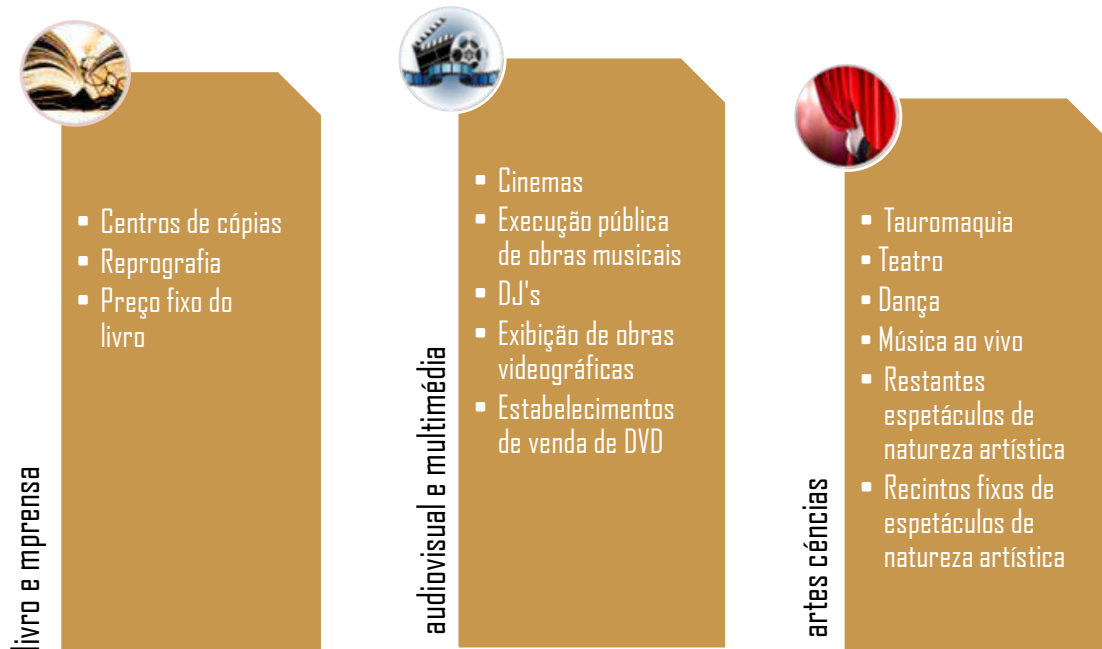 livro e mprensa
▪ Centros de cópias
▪ Reprografia
▪ Preço fixo do
livro
audiovisual e multimédia
▪ Cinemas
▪ Execução pública
de obras musicais
▪ DJ's
▪ Exibição de obras
videográficas
▪ Estabelecimentos
de venda de DVD
artes céncias
▪ Tauromaquia
▪ Teatro
▪ Dança
▪ Música ao vivo
▪ Restantes
espetáculos de
natureza artística
▪ Recintos fixos de
espetáculos de
natureza artística